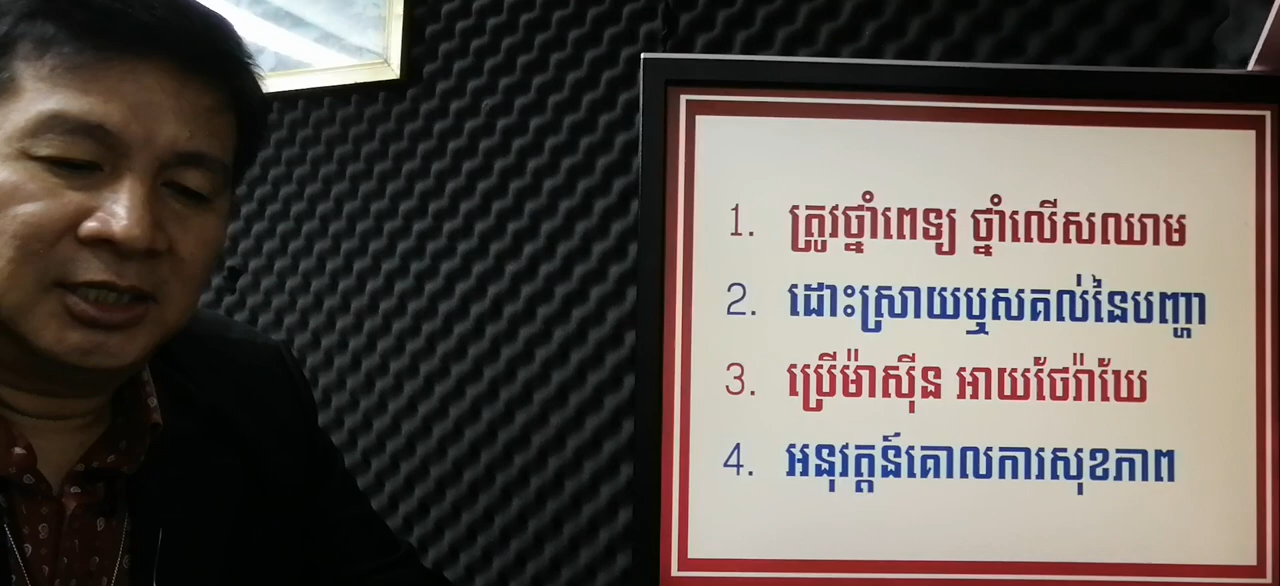 1. ត្រូវថ្នាំពេទ្យ ថ្នាំលើសឈាម
2. ដោះស្រាយឬសគល់នៃបញ្ហា
3. ប្រើម៉ាស៊ីន អាយថែរ៉ាឃែ
4. អនុវត្តន៍គោលការសុខភាព